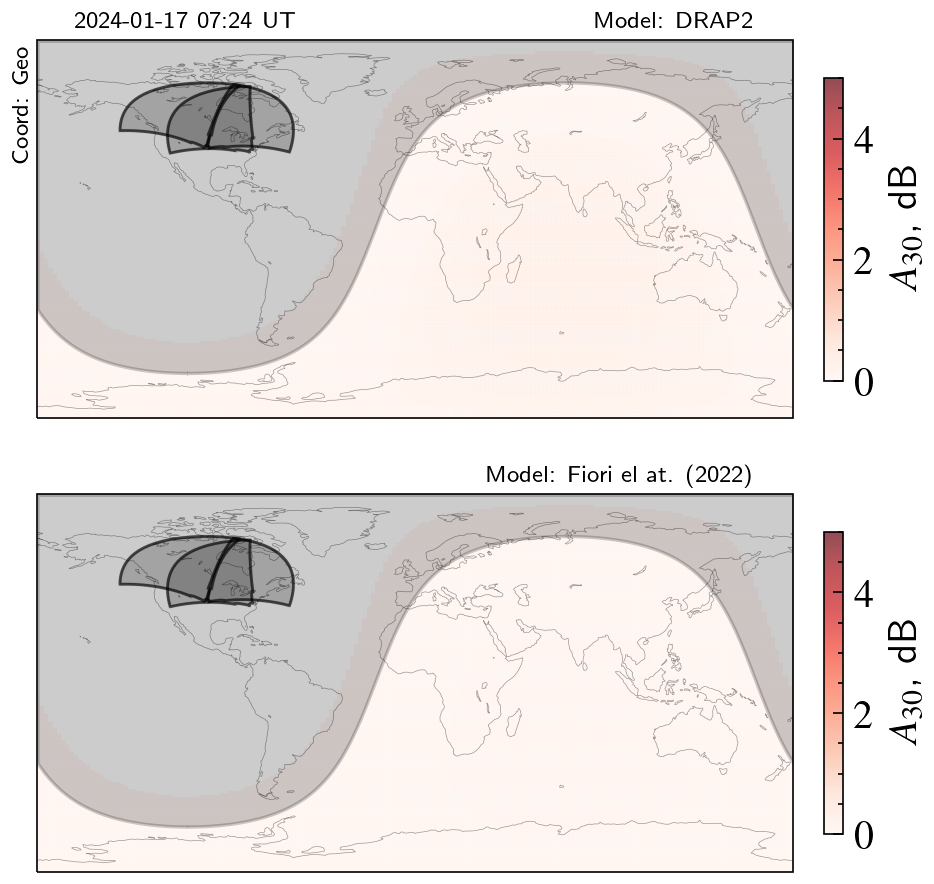 2024-01-17 07:24 UT
Model: DRAP2
Coord: Geo
4
2
0
A30, dB
Model: Fiori el at. (2022)
4
2
0
A30, dB